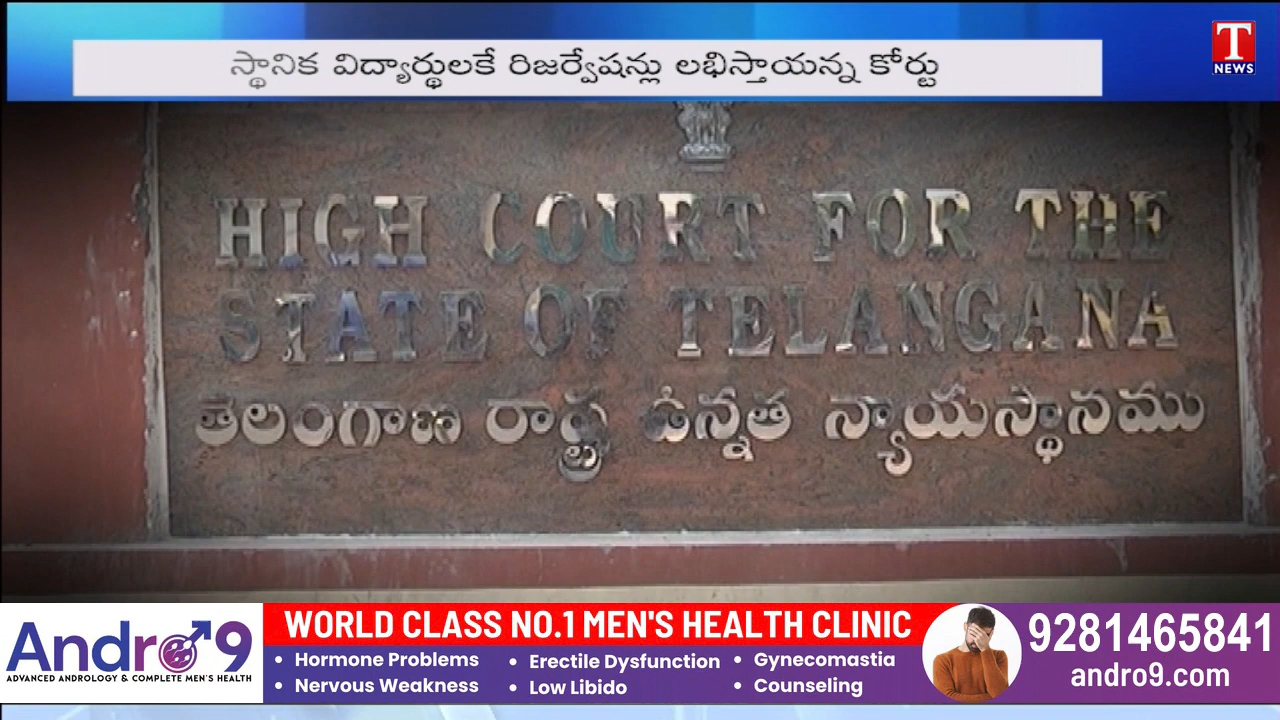 స్థానిక విద్యార్థులకే రిజర్వేషన్లు లభిస్తాయన్న కోర్టు
T
NEWS
HIGH COURT FOR THE
STATE OF TELANGANA
తెలంగాణ రాష్ట్ర ఉన్నత న్యాయస్థానము
Andro9
ADVANCED ANDROLOGY & COMPLETE MEN'S HEALTH
WORLD CLASS NO.1 MEN'S HEALTH CLINIC
• Hormone Problems • Erectile Dysfunction • Gynecomastia
• Nervous Weakness • Low Libido • Counseling
9281465841
andro9.com